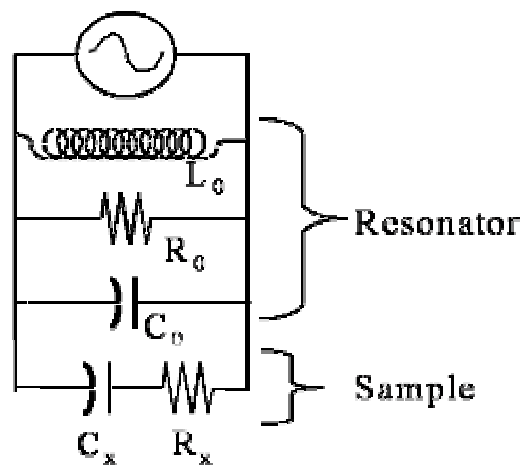 L₀
R₀
Resonator
C₀
Sample
Cₓ Rₓ